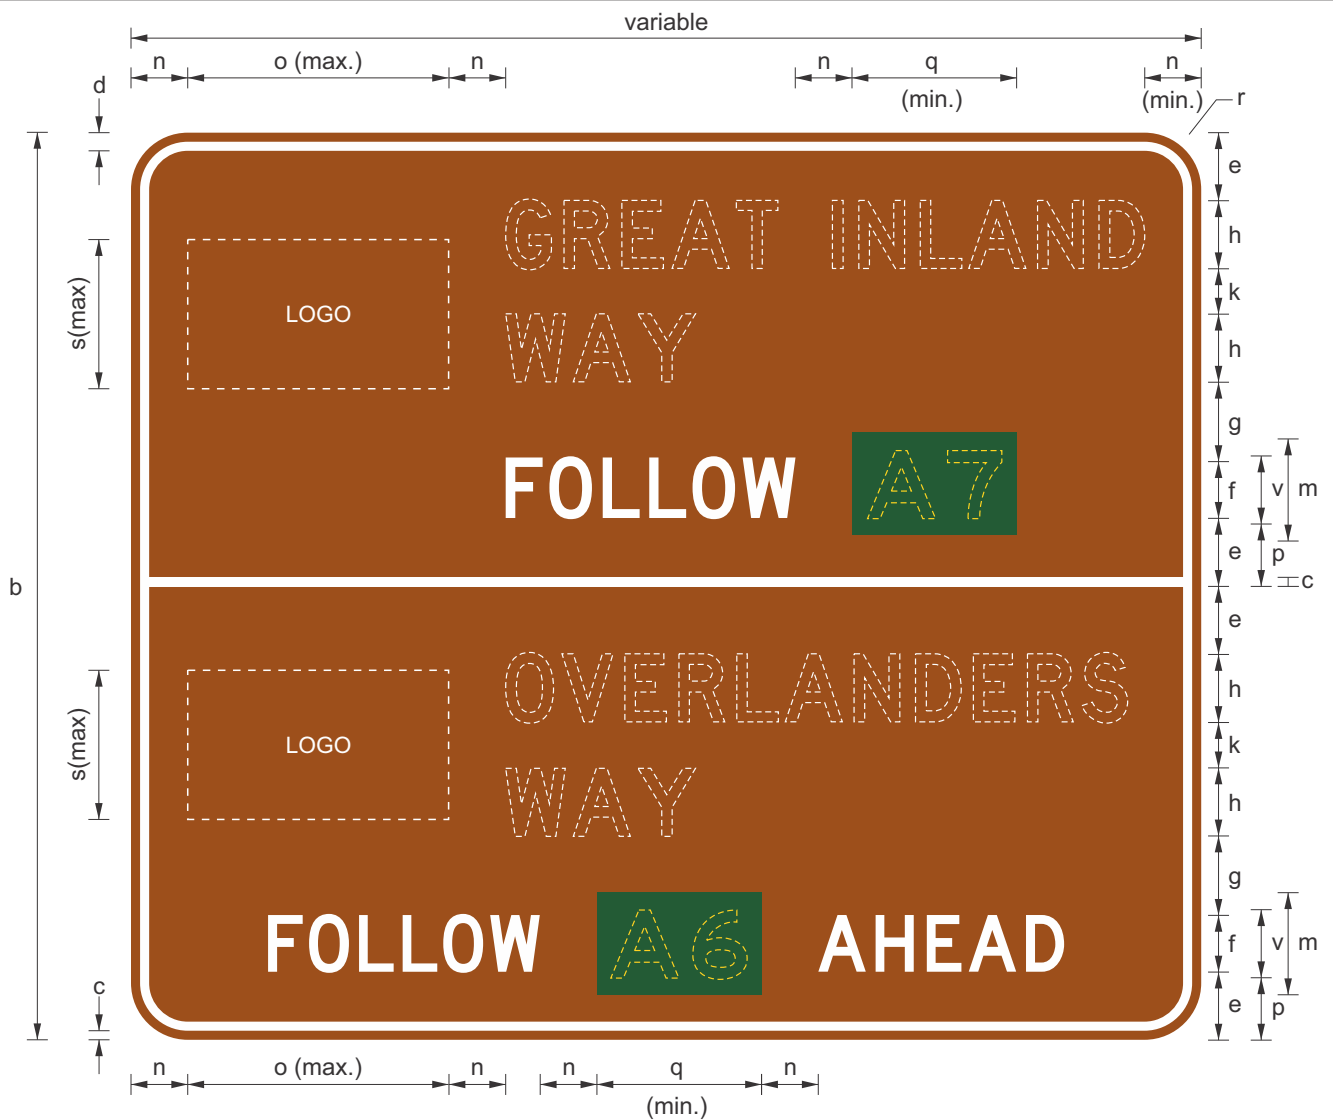 variable
n o (max.) n n q n
(min.) (min.)
d
r
e
GREAT INLAND
h
s(max)
LOGO
k
WAY
h
g
FOLLOW A7
f v m
e p
c
b
e
OVERLANDERS
h
s(max)
LOGO
k
WAY
h
g
FOLLOW A6 AHEAD
f v m
c
e p
n o (max.) n n q n
(min.)